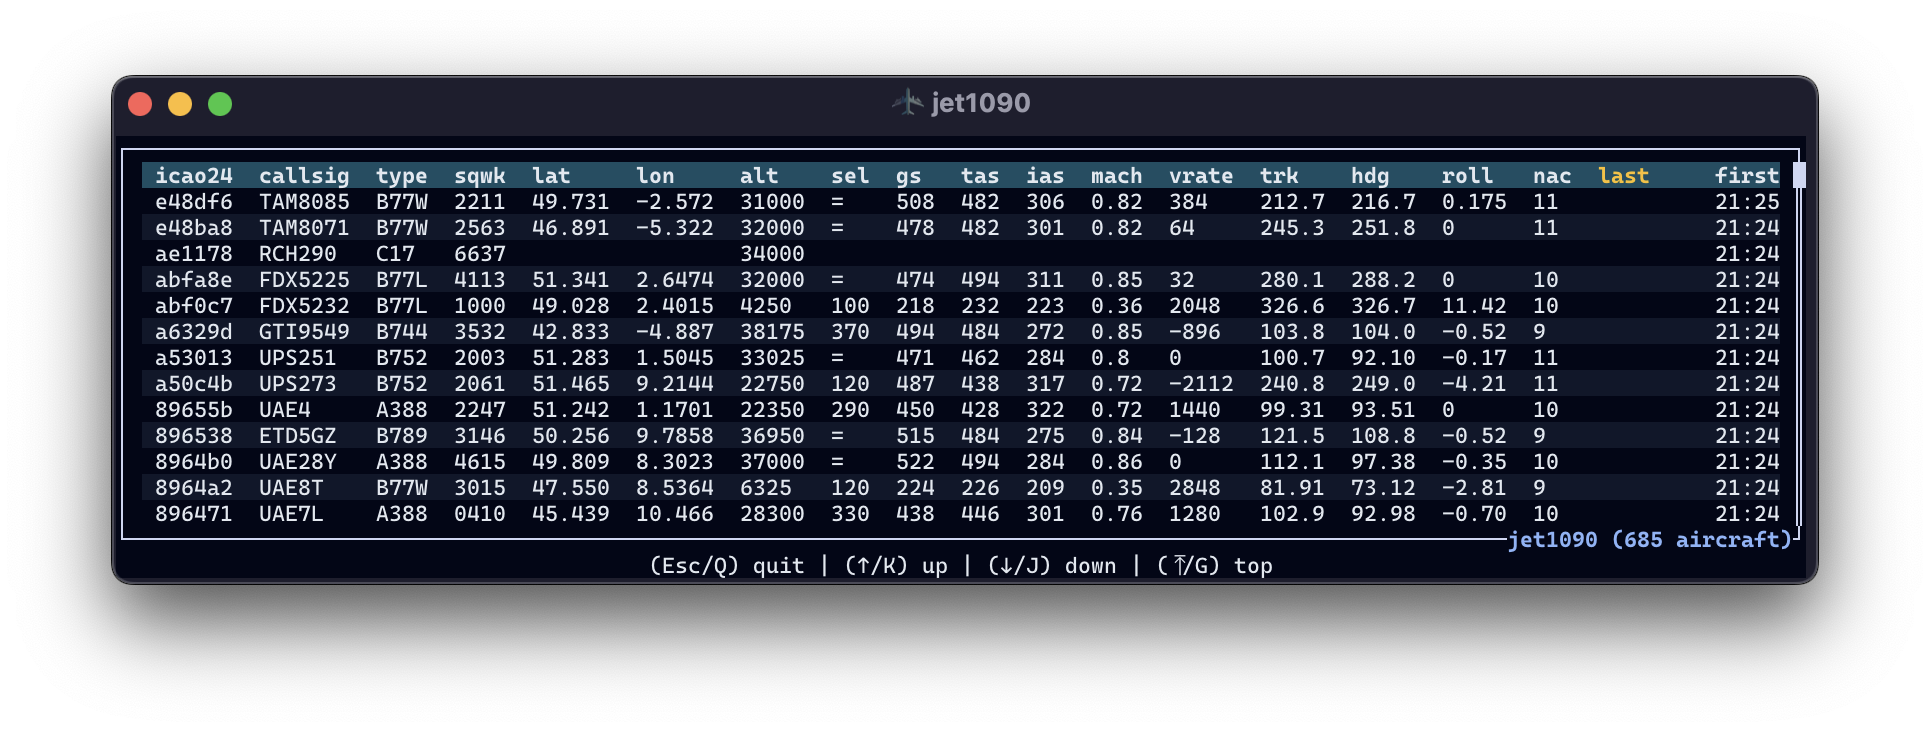 jet1090
icao24 callsig type sqwk lat lon alt sel gs tas ias mach vrate trk hdg roll nac last first
e48df6 TAM8085 B77W 2211 49.731 -2.572 31000 = 508 482 306 0.82 384 212.7 216.7 0.175 11 21:25
e48ba8 TAM8071 B77W 2563 46.891 -5.322 32000 = 478 482 301 0.82 64 245.3 251.8 0 11 21:24
ae1178 RCH290 C17 6637 34000 21:24
abfa8e FDX5225 B77L 4113 51.341 2.6474 32000 = 474 494 311 0.85 32 280.1 288.2 0 10 21:24
abf0c7 FDX5232 B77L 1000 49.028 2.4015 4250 100 218 232 223 0.36 2048 326.6 326.7 11.42 10 21:24
a6329d GTI9549 B744 3532 42.833 -4.887 38175 370 494 484 272 0.85 -896 103.8 104.0 -0.52 9 21:24
a53013 UPS251 B752 2003 51.283 1.5045 33025 = 471 462 284 0.8 0 100.7 92.10 -0.17 11 21:24
a50c4b UPS273 B752 2061 51.465 9.2144 22750 120 487 438 317 0.72 -2112 240.8 249.0 -4.21 11 21:24
89655b UAE4 A388 2247 51.242 1.1701 22350 290 450 428 322 0.72 1440 99.31 93.51 0 10 21:24
896538 ETD5GZ B789 3146 50.256 9.7858 36950 = 515 484 275 0.84 -128 121.5 108.8 -0.52 9 21:24
8964b0 UAE28Y A388 4615 49.809 8.3023 37000 = 522 494 284 0.86 0 112.1 97.38 -0.35 10 21:24
8964a2 UAE8T B77W 3015 47.550 8.5364 6325 120 224 226 209 0.35 2848 81.91 73.12 -2.81 9 21:24
896471 UAE7L A388 0410 45.439 10.466 28300 330 438 446 301 0.76 1280 102.9 92.98 -0.70 10 21:24
jet1090 (685 aircraft)
(Esc/Q) quit | (↑/K) up | (↓/J) down | (⤒/G) top